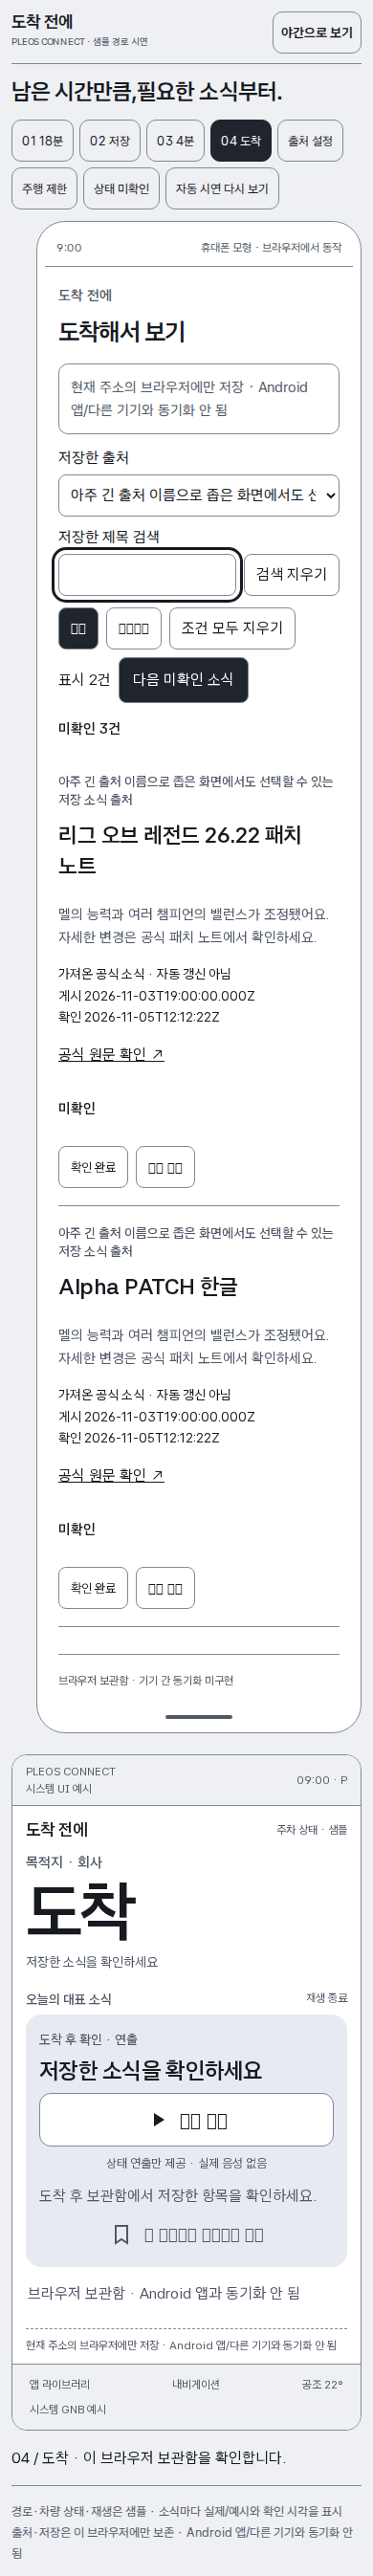 도착 전에
PLEOS CONNECT · 샘플 경로 시연
야간으로 보기
남은 시간만큼,필요한 소식부터.
01 18분
02 저장
03 4분
04 도착
출처 설정
주행 제한
상태 미확인
자동 시연 다시 보기
9:00
휴대폰 모형 · 브라우저에서 동작
도착 전에
도착해서 보기
현재 주소의 브라우저에만 저장 · Android
앱/다른 기기와 동기화 안 됨
저장한 출처
아주 긴 출처 이름으로 좁은 화면에서도
저장한 제목 검색
검색 지우기
조건 모두 지우기
표시 2건
다음 미확인 소식
미확인 3건
아주 긴 출처 이름으로 좁은 화면에서도 선택할 수 있는
저장 소식 출처
리그 오브 레전드 26.22 패치
노트
멜의 능력과 여러 챔피언의 밸런스가 조정됐어요.
자세한 변경은 공식 패치 노트에서 확인하세요.
가져온 공식 소식 · 자동 갱신 아님
게시 2026-11-03T19:00:00.000Z
확인 2026-11-05T12:12:22Z
공식 원문 확인 ↗
미확인
확인 완료
아주 긴 출처 이름으로 좁은 화면에서도 선택할 수 있는
저장 소식 출처
Alpha PATCH 한글
멜의 능력과 여러 챔피언의 밸런스가 조정됐어요.
자세한 변경은 공식 패치 노트에서 확인하세요.
가져온 공식 소식 · 자동 갱신 아님
게시 2026-11-03T19:00:00.000Z
확인 2026-11-05T12:12:22Z
공식 원문 확인 ↗
미확인
확인 완료
브라우저 보관함 · 기기 간 동기화 미구현
PLEOS CONNECT
시스템 UI 예시
09:00 · P
도착 전에
주차 상태 · 샘플
목적지 · 회사
도착
저장한 소식을 확인하세요
오늘의 대표 소식
재생 종료
도착 후 확인 · 연출
저장한 소식을 확인하세요
상태 연출만 제공 · 실제 음성 없음
도착 후 보관함에서 저장한 항목을 확인하세요.
브라우저 보관함 · Android 앱과 동기화 안 됨
현재 주소의 브라우저에만 저장 · Android 앱/다른 기기와 동기화 안 됨
앱 라이브러리
내비게이션
공조 22°
시스템 GNB 예시
04 / 도착 · 이 브라우저 보관함을 확인합니다.
경로·차량 상태·재생은 샘플 · 소식마다 실제/예시와 확인 시각을 표시
출처·저장은 이 브라우저에만 보존 · Android 앱/다른 기기와 동기화 안
됨